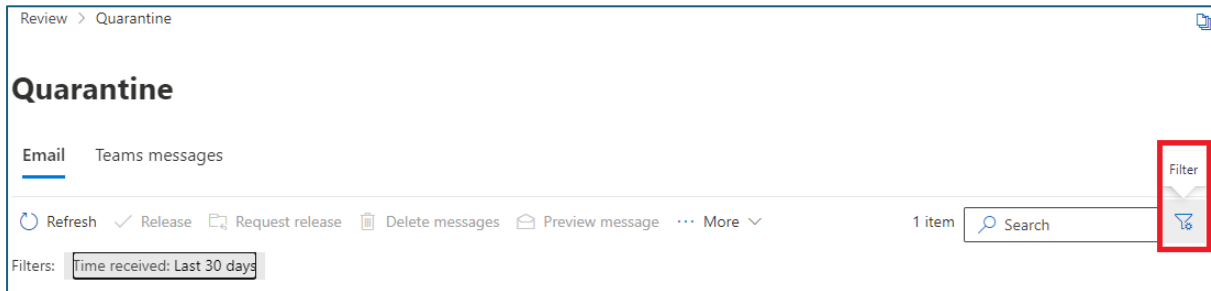 Review > Quarantine
Quarantine
Email Teams messages
Filter
Refresh Release Request release Delete messages Preview message ··· More 1 item Search
Filters: Time received: Last 30 days